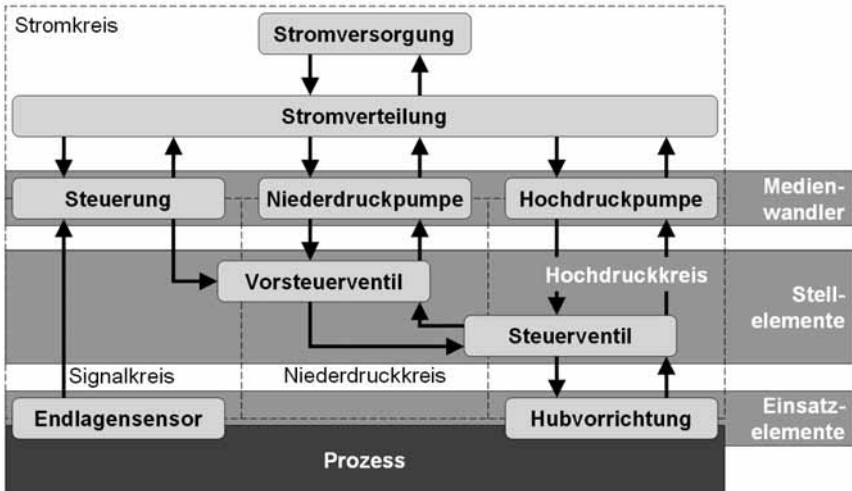 Stromkreis
Stromversorgung
Stromverteilung
Steuerung
Niederdruckpumpe
Hochdruckpumpe
Medien-
wandler
Vorsteuerventil
Hochdruckkreis
Stell-
elemente
Steuerventil
Signalkreis
Niederdruckkreis
Endlagensensor
Hubvorrichtung
Einsatz-
elemente
Prozess